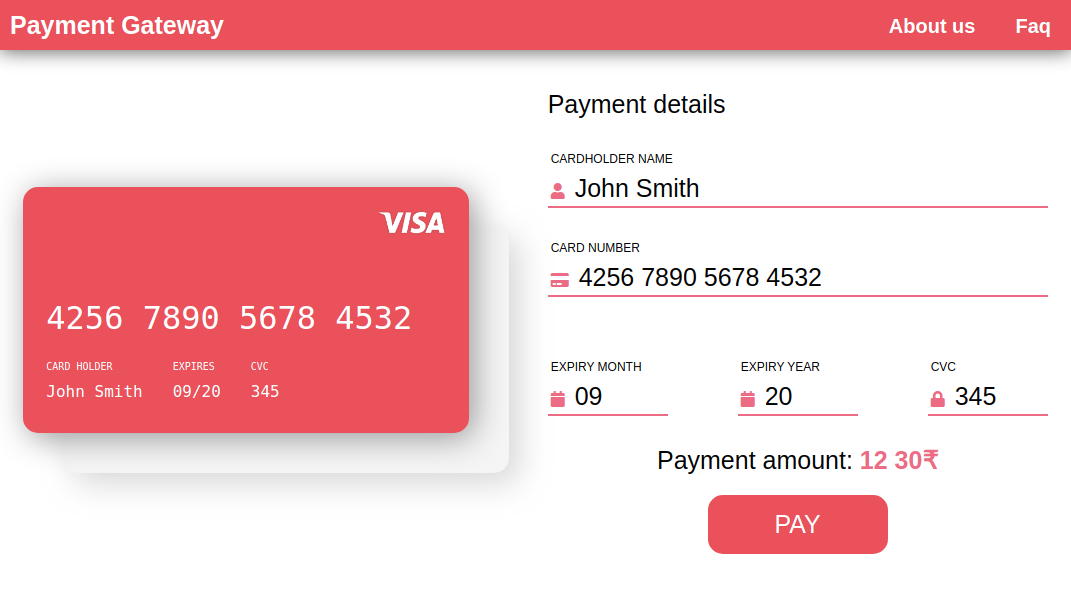 Payment Gateway About us Faq
VISA
4256 7890 5678 4532
CARD HOLDER EXPIRES CVC
John Smith 09/20 345
Payment details
CARDHOLDER NAME
John Smith
CARD NUMBER
4256 7890 5678 4532
EXPIRY MONTH EXPIRY YEAR CVC
09 20 345
Payment amount: 12 30₹
PAY